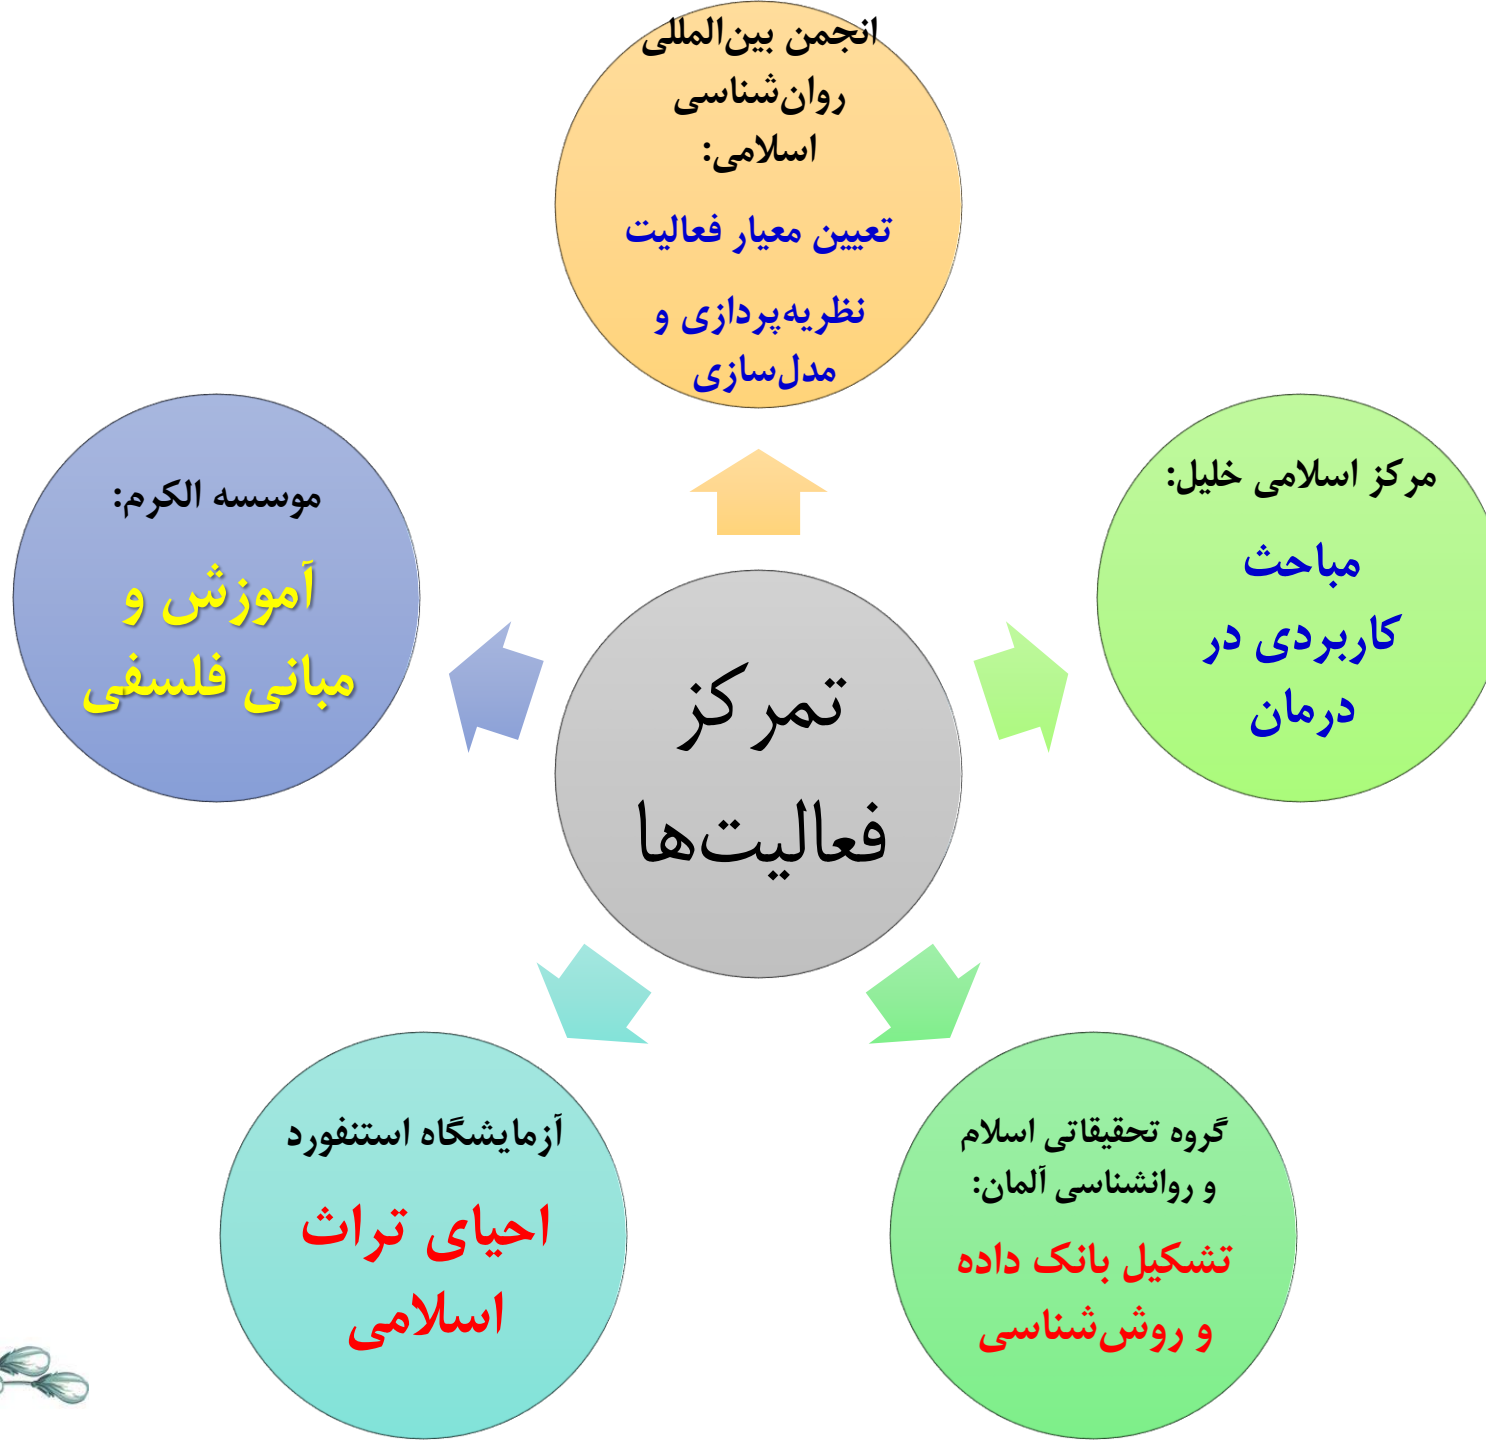 انجمن بین‌المللی
روان‌شناسی
اسلامی:
تعیین معیار فعالیت
نظریه‌پردازی و
مدل‌سازی
مرکز اسلامی خلیل:
مباحث
کاربردی در
درمان
موسسه الکرم:
آموزش و
مبانی فلسفی
تمرکز
فعالیت‌ها
گروه تحقیقاتی اسلام
و روانشناسی آلمان:
تشکیل بانک داده
و روش‌شناسی
آزمایشگاه استنفورد
احیای تراث
اسلامی